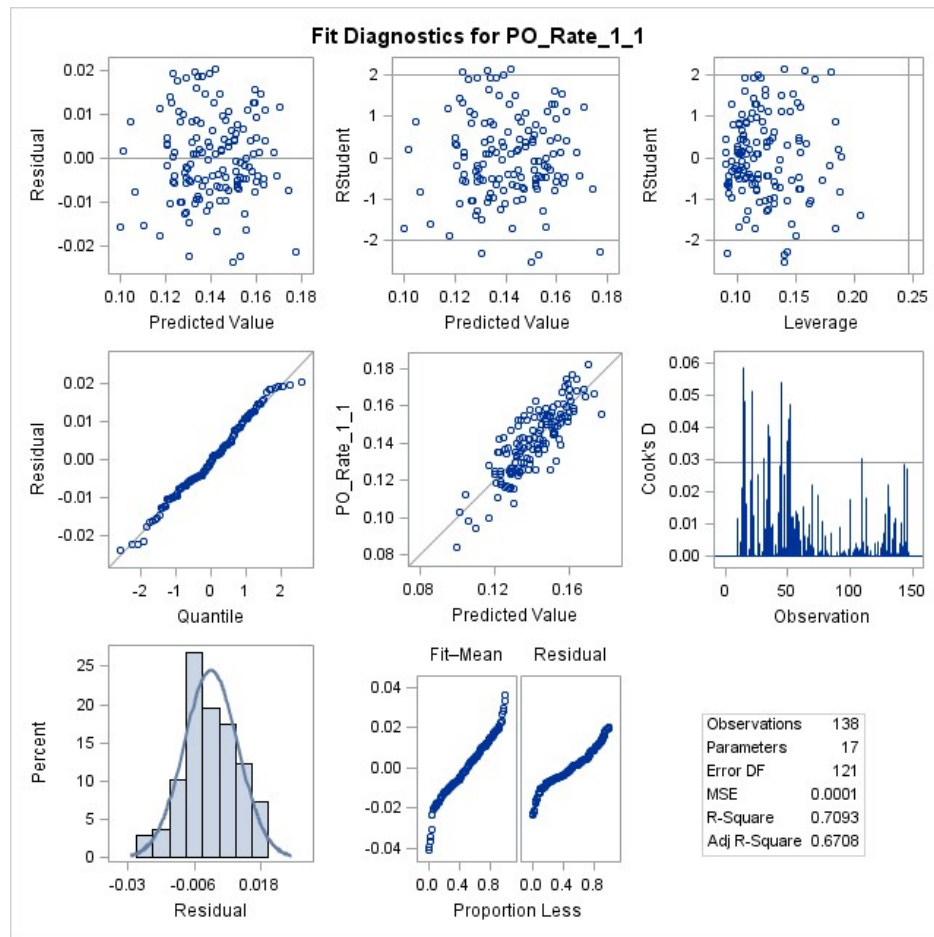 Fit Diagnostics for PO_Rate_1_1
0.02
0.01
0.00
-0.01
-0.02
Residual
0.10 0.12 0.14 0.16 0.18
Predicted Value
2
1
0
-1
-2
RStudent
0.10 0.12 0.14 0.16 0.18
Predicted Value
2
1
0
-1
-2
RStudent
0.10 0.15 0.20 0.25
Leverage
0.02
0.01
0.00
-0.01
-0.02
Residual
-2 -1 0 1 2
Quantile
0.18
0.16
0.14
0.12
0.10
0.08
PO_Rate_1_1
0.08 0.12 0.16
Predicted Value
0.06
0.05
0.04
0.03
0.02
0.01
0.00
Cook's D
0 50 100 150
Observation
25
20
15
10
5
0
Percent
-0.03 -0.006 0.018
Residual
Fit–Mean Residual
0.04
0.02
0.00
-0.02
-0.04
0.0 0.4 0.8 0.0 0.4 0.8
Proportion Less
Observations 138
Parameters 17
Error DF 121
MSE 0.0001
R-Square 0.7093
Adj R-Square 0.6708